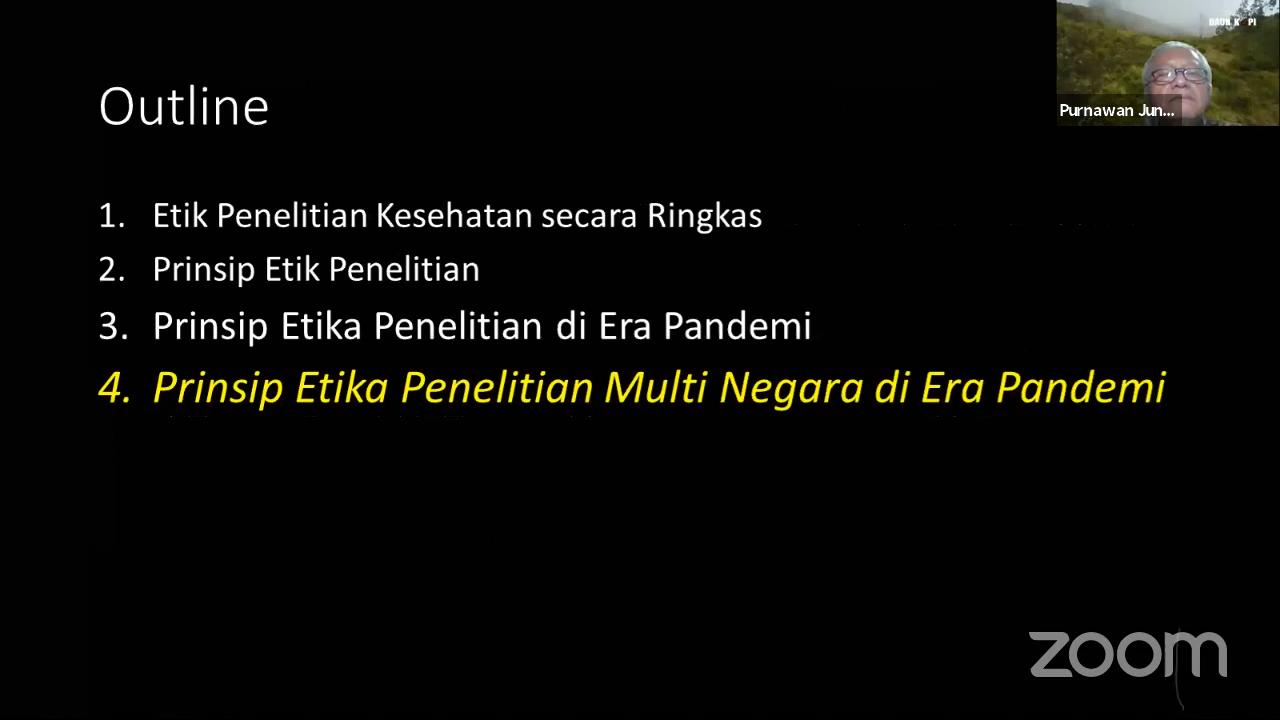 Outline
1. Etik Penelitian Kesehatan secara Ringkas
2. Prinsip Etik Penelitian
3. Prinsip Etika Penelitian di Era Pandemi
4. Prinsip Etika Penelitian Multi Negara di Era Pandemi
Purnawan Jun...
zoom